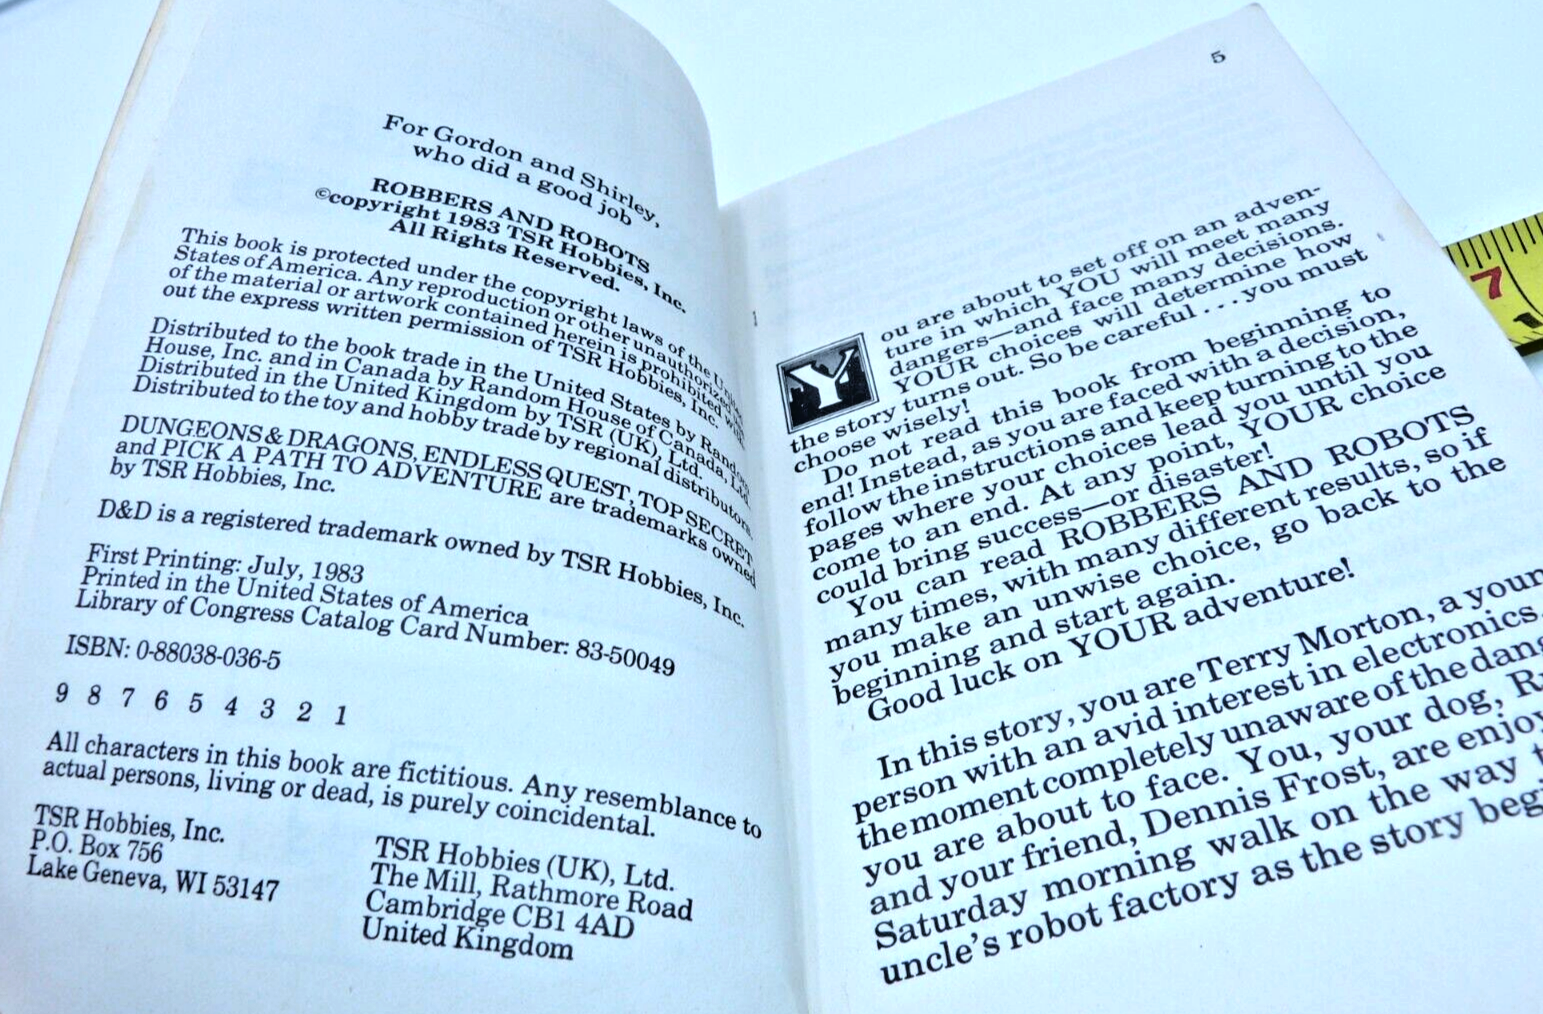 For Gordon and Shirley,
who did a good job
ROBBERS AND ROBOTS
©copyright 1983 TSR Hobbies, Inc.
All Rights Reserved.
This book is protected under the copyright laws of the United
States of America. Any reproduction or other unauthorized use
of the material or artwork contained herein is prohibited with-
out the express written permission of TSR Hobbies, Inc.
Distributed to the book trade in the United States by Random
House, Inc. and in Canada by Random House of Canada, Ltd.
Distributed in the United Kingdom by TSR (UK), Ltd.
Distributed to the toy and hobby trade by regional distributors.
DUNGEONS & DRAGONS, ENDLESS QUEST, TOP SECRET,
and PICK A PATH TO ADVENTURE are trademarks owned
by TSR Hobbies, Inc.
D&D is a registered trademark owned by TSR Hobbies, Inc.
First Printing: July, 1983
Printed in the United States of America
Library of Congress Catalog Card Number: 83-50049
ISBN: 0-88038-036-5
9 8 7 6 5 4 3 2 1
All characters in this book are fictitious. Any resemblance to
actual persons, living or dead, is purely coincidental.
TSR Hobbies, Inc.
P.O. Box 756
Lake Geneva, WI 53147
TSR Hobbies (UK), Ltd.
The Mill, Rathmore Road
Cambridge CB1 4AD
United Kingdom
5
You are about to set off on an adven-
ture in which YOU will meet many
dangers—and face many decisions.
YOUR choices will determine how
the story turns out. So be careful . . . you must
choose wisely!
Do not read this book from beginning to
end! Instead, as you are faced with a decision,
follow the instructions and keep turning to the
pages where your choices lead you until you
come to an end. At any point, YOUR choice
could bring success—or disaster!
You can read ROBBERS AND ROBOTS
many times, with many different results, so if
you make an unwise choice, go back to the
beginning and start again.
Good luck on YOUR adventure!
In this story, you are Terry Morton, a youn
person with an avid interest in electronics.
the moment completely unaware of the dang
you are about to face. You, your dog, R
and your friend, Dennis Frost, are enjoy
Saturday morning walk on the way t
uncle's robot factory as the story begi
7